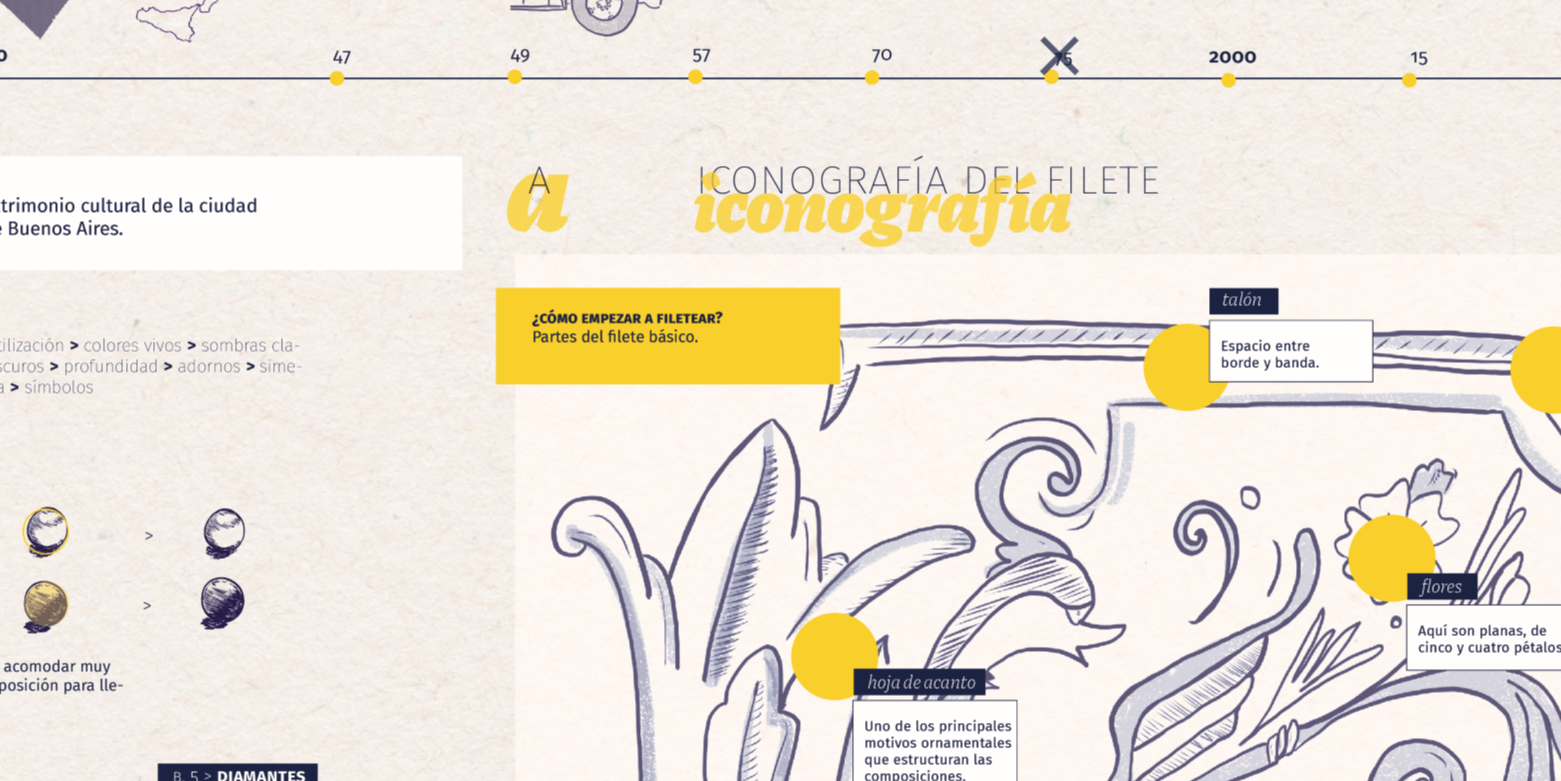 47
49
57
70
75
2000
15
trimonio cultural de la ciudad
e Buenos Aires.
A
ICONOGRAFÍA DEL FILETE
a
iconografía
¿CÓMO EMPEZAR A FILETEAR?
Partes del filete básico.
talón
Espacio entre
borde y banda.
tilización > colores vivos > sombras cla-
scuros > profundidad > adornos > sime-
a > símbolos
>
>
flores
Aquí son planas, de
cinco y cuatro pétalos
acomodar muy
posición para lle-
hoja de acanto
Uno de los principales
motivos ornamentales
que estructuran las
composiciones.
B. 5 > DIAMANTES